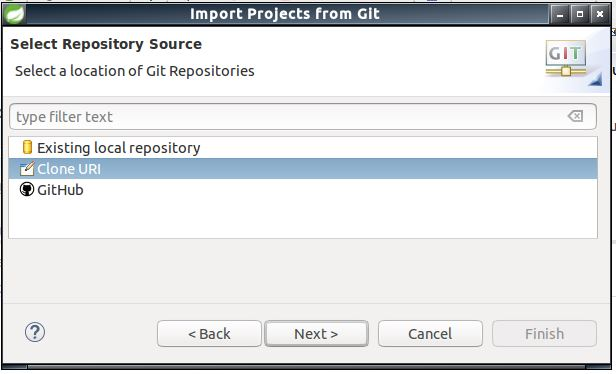 Import Projects from Git
Select Repository Source
Select a location of Git Repositories
GIT
type filter text
Existing local repository
Clone URI
GitHub
?
< Back
Next >
Cancel
Finish